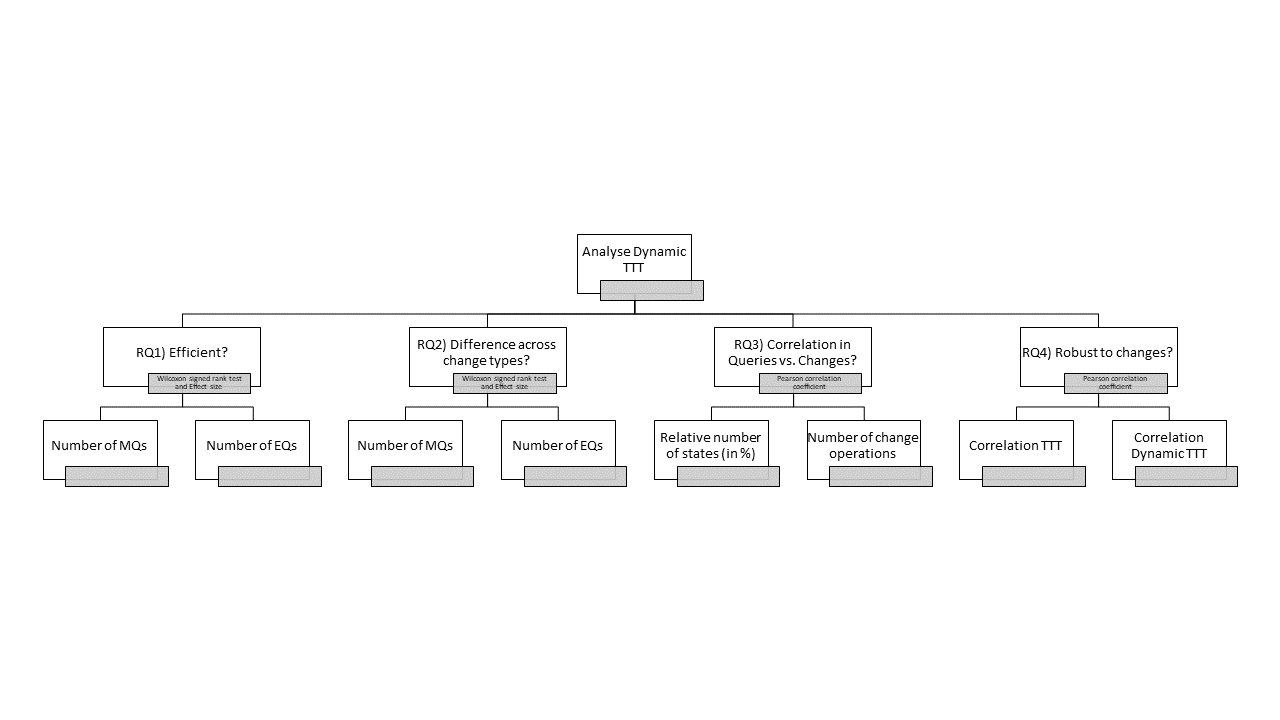 Analyse Dynamic
TTT
RQ1) Efficient?
Wilcoxon signed rank test
and Effect size
RQ2) Difference across
change types?
Wilcoxon signed rank test
and Effect size
RQ3) Correlation in
Queries vs. Changes?
Pearson correlation
coefficient
RQ4) Robust to changes?
Pearson correlation
coefficient
Number of MQs
Number of EQs
Number of MQs
Number of EQs
Relative number
of states (in %)
Number of change
operations
Correlation TTT
Correlation
Dynamic TTT